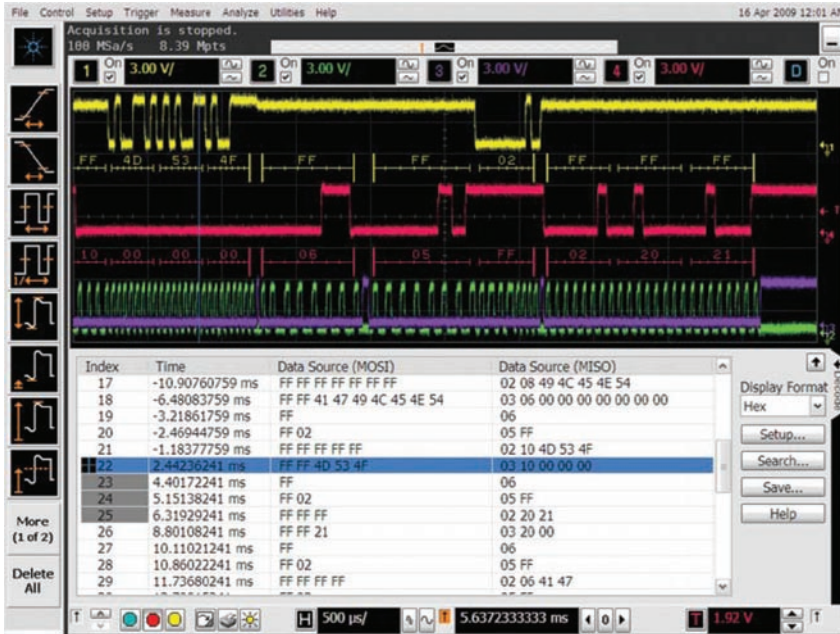 File Control Setup Trigger Measure Analyze Utilities Help 16 Apr 2009 12:01 AM
Acquisition is stopped.
100 MSa/s 8.39 Mpts
1 On 3.00 V/ 2 On 3.00 V/ 3 On 3.00 V/ 4 On 3.00 V/ D On
FF 4D 53 4F FF FF 02 FF FF FF
10 00 00 00 06 05 FF 02 20 21
Index Time Data Source (MOSI) Data Source (MISO)
17 -10.90760759 ms FF FF FF FF FF FF FF 02 08 49 4C 45 4E 54
18 -6.48083759 ms FF FF 41 47 49 4C 45 4E 54 03 06 00 00 00 00 00 00 00
19 -3.21861759 ms FF 06
20 -2.46944759 ms FF 02 05 FF
21 -1.18377759 ms FF FF FF FF FF 02 10 4D 53 4F
22 2.44236241 ms FF FF 4D 53 4F 03 10 00 00 00
23 4.40172241 ms FF 06
24 5.15138241 ms FF 02 05 FF
25 6.31929241 ms FF FF FF 02 20 21
26 8.80108241 ms FF FF 21 03 20 00
27 10.11021241 ms FF 06
28 10.86022241 ms FF 02 05 FF
29 11.73680241 ms FF FF FF FF 02 06 41 47
Display Format
Hex
Setup...
Search...
Save...
Help
More
(1 of 2)
Delete
All
H 500 µs/ 5.6372333333 ms 0 T 1.92 V